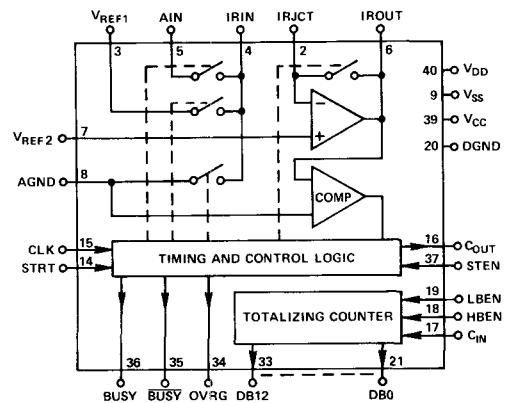 VREF1 AIN IRIN IRJCT IROUT
3 5 4 2 6
40 VDD
9 VSS
39 VCC
20 DGND
VREF2 7
− +
AGND 8
COMP
CLK 15
STRT 14
TIMING AND CONTROL LOGIC
16 COUT
37 STEN
TOTALIZING COUNTER
19 LBEN
18 HBEN
17 CIN
36 35 34 33 21
BUSY BUSY OVRG DB12 DB0